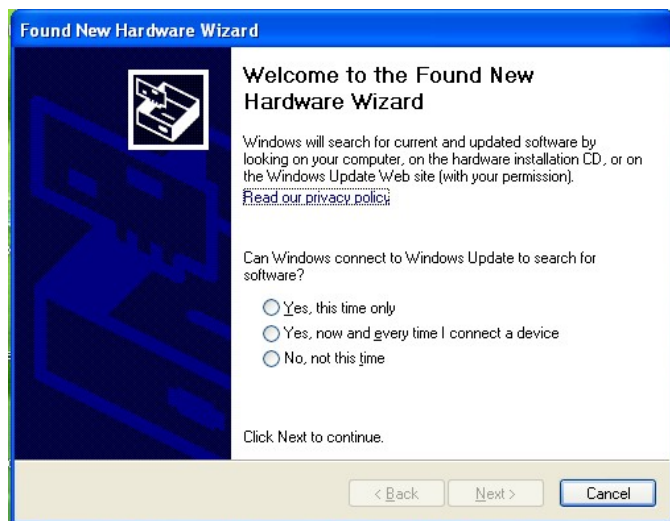 Found New Hardware Wizard
Welcome to the Found New
Hardware Wizard
Windows will search for current and updated software by
looking on your computer, on the hardware installation CD, or on
the Windows Update Web site (with your permission).
Read our privacy policy
Can Windows connect to Windows Update to search for
software?
Yes, this time only
Yes, now and every time I connect a device
No, not this time
Click Next to continue.
< Back Next > Cancel